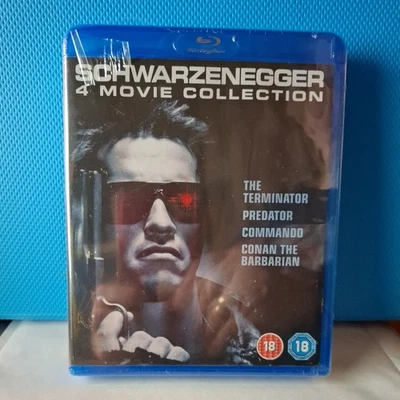 SCHWARZENEGGER
4 MOVIE COLLECTION
THE
TERMINATOR
PREDATOR
COMMANDO
CONAN THE
BARBARIAN
18 18